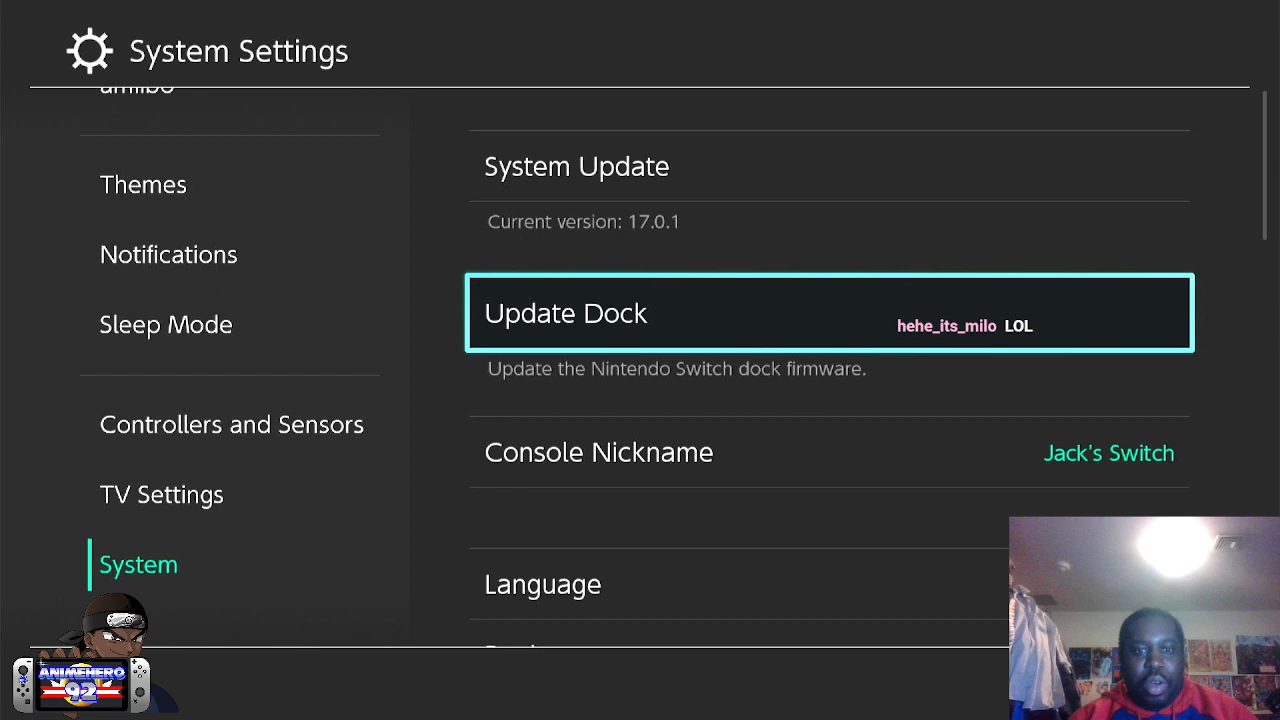 System Settings
amiibo
Themes
Notifications
Sleep Mode
Controllers and Sensors
TV Settings
System
System Update
Current version: 17.0.1
Update Dock
hehe_its_milo LOL
Update the Nintendo Switch dock firmware.
Console Nickname
Jack's Switch
Language
ANIMEHERO
92